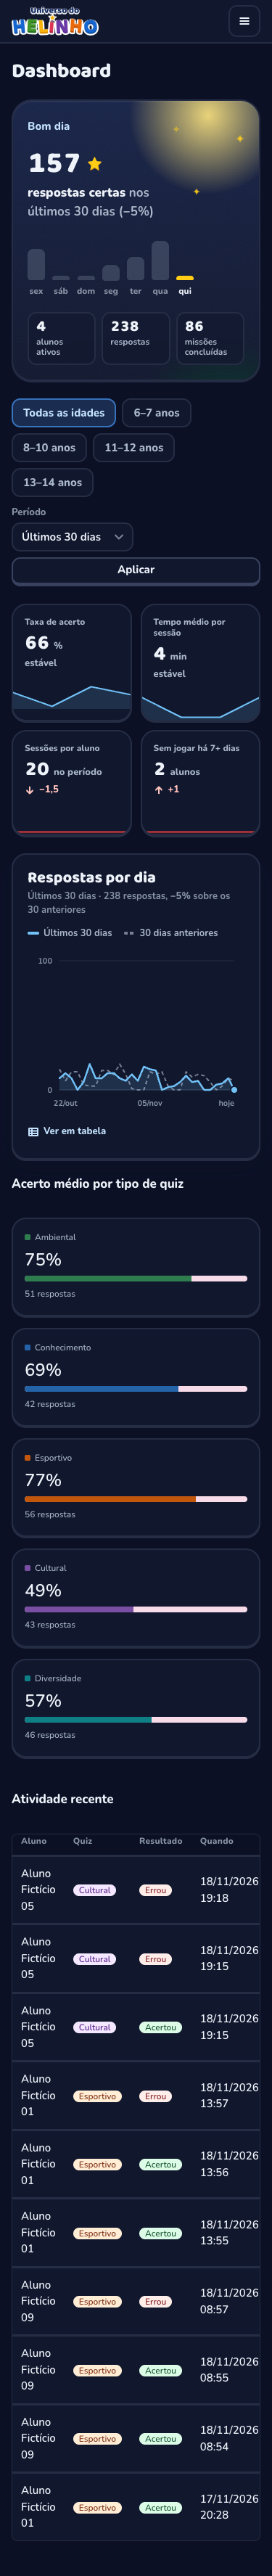 Universo do
HELINHO
Dashboard
Bom dia
157
respostas certas nos
últimos 30 dias (−5%)
sex sáb dom seg ter qua qui
4 238 86
alunos ativos respostas missões concluídas
Todas as idades 6–7 anos
8–10 anos 11–12 anos
13–14 anos
Período
Últimos 30 dias
Aplicar
Taxa de acerto
66 %
estável
Tempo médio por
sessão
4 min
estável
Sessões por aluno
20 no período
↓ −1,5
Sem jogar há 7+ dias
2 alunos
↑ +1
Respostas por dia
Últimos 30 dias · 238 respostas, −5% sobre os
30 anteriores
Últimos 30 dias 30 dias anteriores
100
0
22/out 05/nov hoje
Ver em tabela
Acerto médio por tipo de quiz
Ambiental
75%
51 respostas
Conhecimento
69%
42 respostas
Esportivo
77%
56 respostas
Cultural
49%
43 respostas
Diversidade
57%
46 respostas
Atividade recente
Aluno Quiz Resultado Quando
Aluno Fictício 05 Cultural Errou 18/11/2026 19:18
Aluno Fictício 05 Cultural Errou 18/11/2026 19:15
Aluno Fictício 05 Cultural Acertou 18/11/2026 19:15
Aluno Fictício 01 Esportivo Errou 18/11/2026 13:57
Aluno Fictício 01 Esportivo Acertou 18/11/2026 13:56
Aluno Fictício 01 Esportivo Acertou 18/11/2026 13:55
Aluno Fictício 09 Esportivo Errou 18/11/2026 08:57
Aluno Fictício 09 Esportivo Acertou 18/11/2026 08:55
Aluno Fictício 09 Esportivo Acertou 18/11/2026 08:54
Aluno Fictício 01 Esportivo Acertou 17/11/2026 20:28